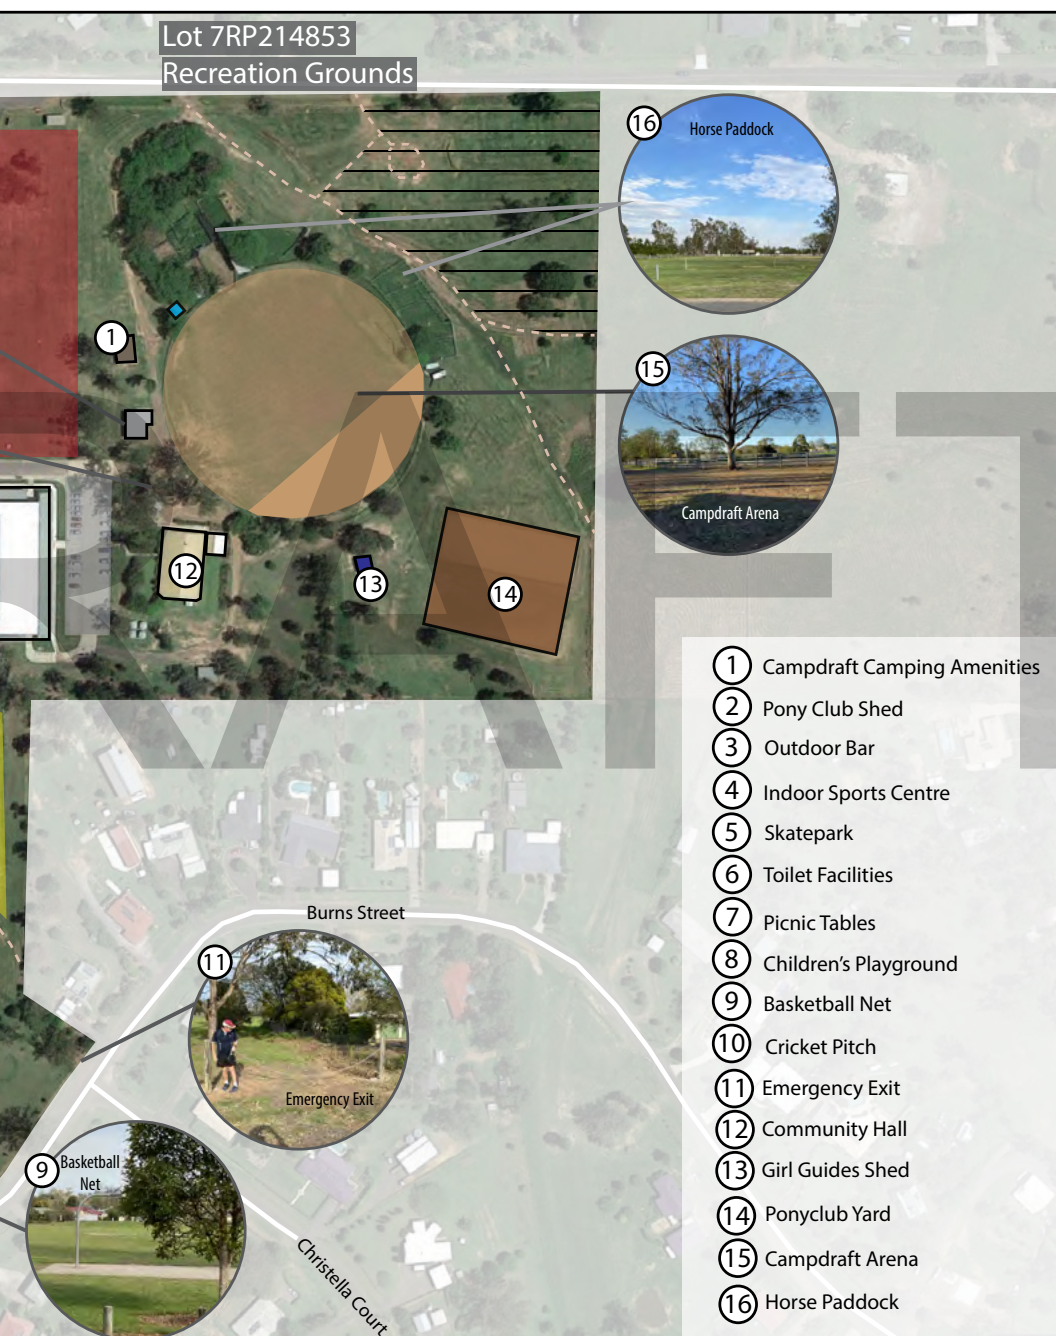 Lot 7RP214853
Recreation Grounds
16
Horse Paddock
1
15
Campdraft Arena
12
13
14
DRAFT
1 Campdraft Camping Amenities
2 Pony Club Shed
3 Outdoor Bar
4 Indoor Sports Centre
5 Skatepark
6 Toilet Facilities
7 Picnic Tables
8 Children's Playground
9 Basketball Net
10 Cricket Pitch
11 Emergency Exit
12 Community Hall
13 Girl Guides Shed
14 Ponyclub Yard
15 Campdraft Arena
16 Horse Paddock
Burns Street
11
Emergency Exit
9
Basketball
Net
Christella Court